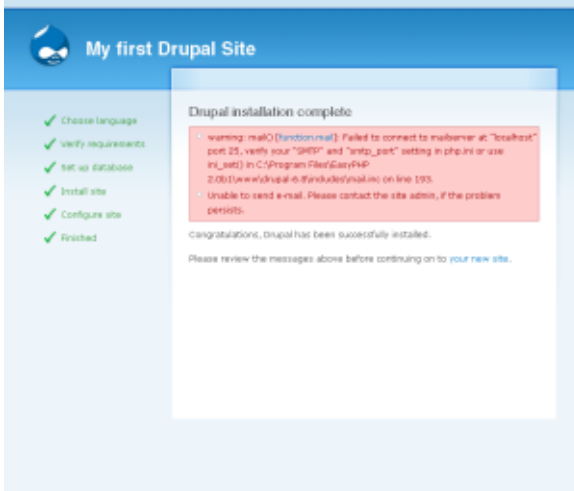 My first Drupal Site
Choose language
Verify requirements
Set up database
Install site
Configure site
Finished
Drupal installation complete
warning: mail() [function.mail]: Failed to connect to mailserver at "localhost"
port 25, verify your "SMTP" and "smtp_port" setting in php.ini or use
ini_set() in C:\Program Files\EasyPHP
2.0b1\www\drupal-6.8\includes\mail.inc on line 193.
Unable to send e-mail. Please contact the site admin, if the problem
persists.
Congratulations, Drupal has been successfully installed.
Please review the messages above before continuing on to your new site.